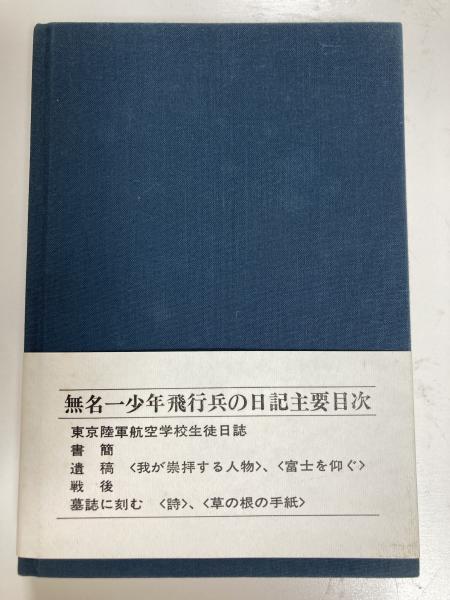 無名一少年飛行兵の日記主要目次
東京陸軍航空学校生徒日誌
書　簡
遺　稿　〈我が崇拝する人物〉、〈富士を仰ぐ〉
戦　後
墓誌に刻む　〈詩〉、〈草の根の手紙〉